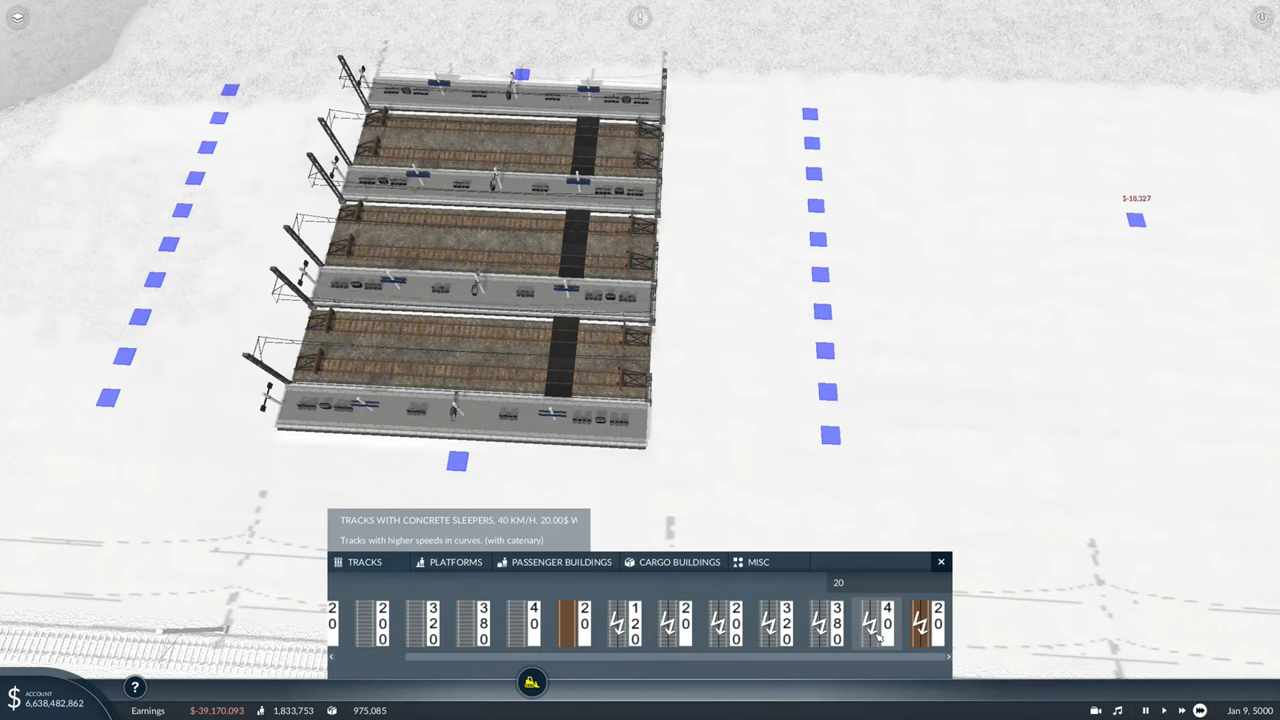 $-18,327
TRACKS WITH CONCRETE SLEEPERS, 40 KM/H, 20.00$ W
Tracks with higher speeds in curves. (with catenary)
TRACKS PLATFORMS PASSENGER BUILDINGS CARGO BUILDINGS MISC ×
20
20 200 320 380 40 20 120 20 200 320 380 40 20
$ ACCOUNT
6,638,482,862
?
Earnings $-39,170,093 1,833,753 975,085 Jan 9, 5000